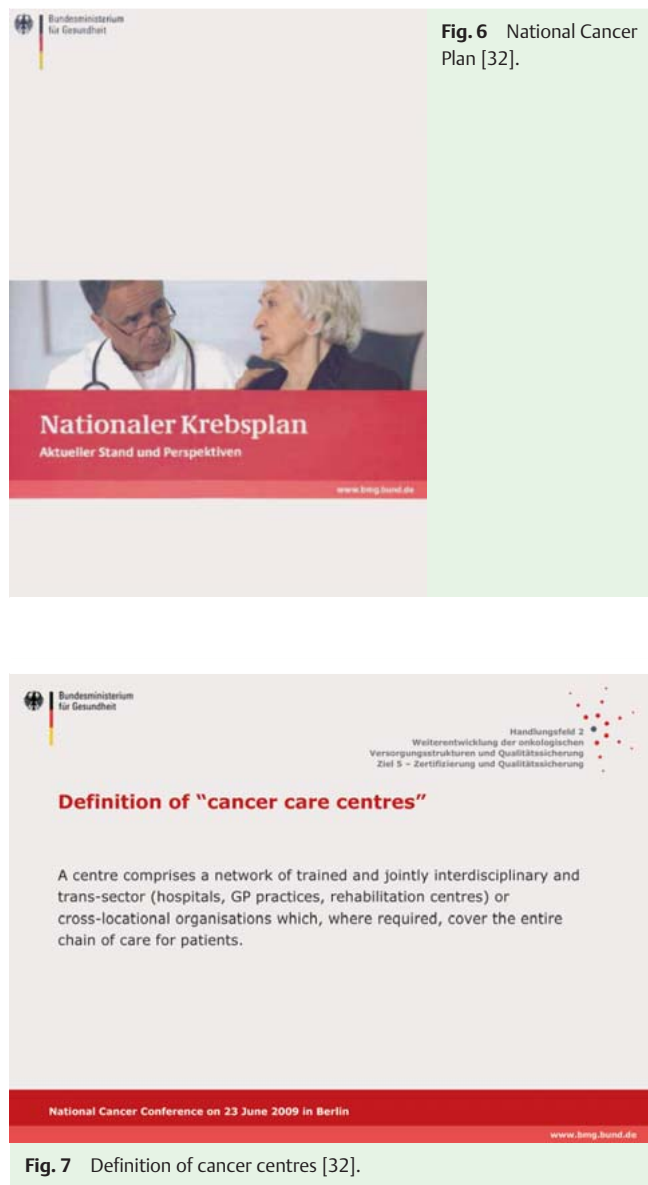 Bundesministerium
für Gesundheit
Fig. 6 National Cancer
Plan [32].
Nationaler Krebsplan
Aktueller Stand und Perspektiven
www.bmg.bund.de
Bundesministerium
für Gesundheit
Handlungsfeld 2
Weiterentwicklung der onkologischen
Versorgungsstrukturen und Qualitätssicherung
Ziel 5 – Zertifizierung und Qualitätssicherung
Definition of “cancer care centres”
A centre comprises a network of trained and jointly interdisciplinary and
trans-sector (hospitals, GP practices, rehabilitation centres) or
cross-locational organisations which, where required, cover the entire
chain of care for patients.
National Cancer Conference on 23 June 2009 in Berlin
www.bmg.bund.de
Fig. 7 Definition of cancer centres [32].